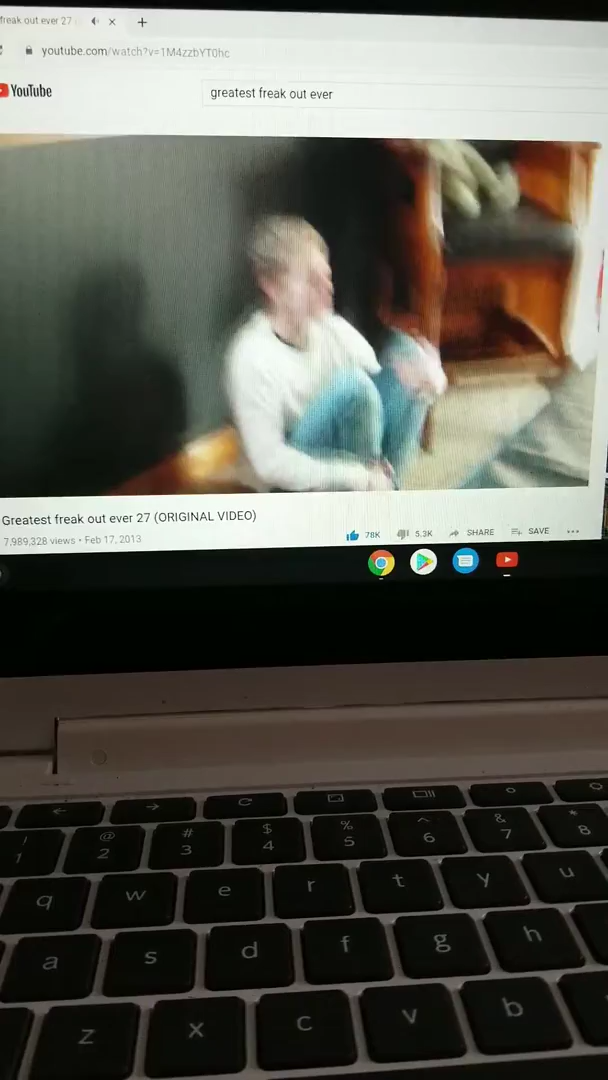 freak out ever 27
youtube.com/watch?v=1M4zzbYT0hc
YouTube
greatest freak out ever
Greatest freak out ever 27 (ORIGINAL VIDEO)
7,989,328 views • Feb 17, 2013
78K 5.3K SHARE SAVE
! @ # $ % ^ & *
1 2 3 4 5 6 7 8
q w e r t y u
a s d f g h
z x c v b